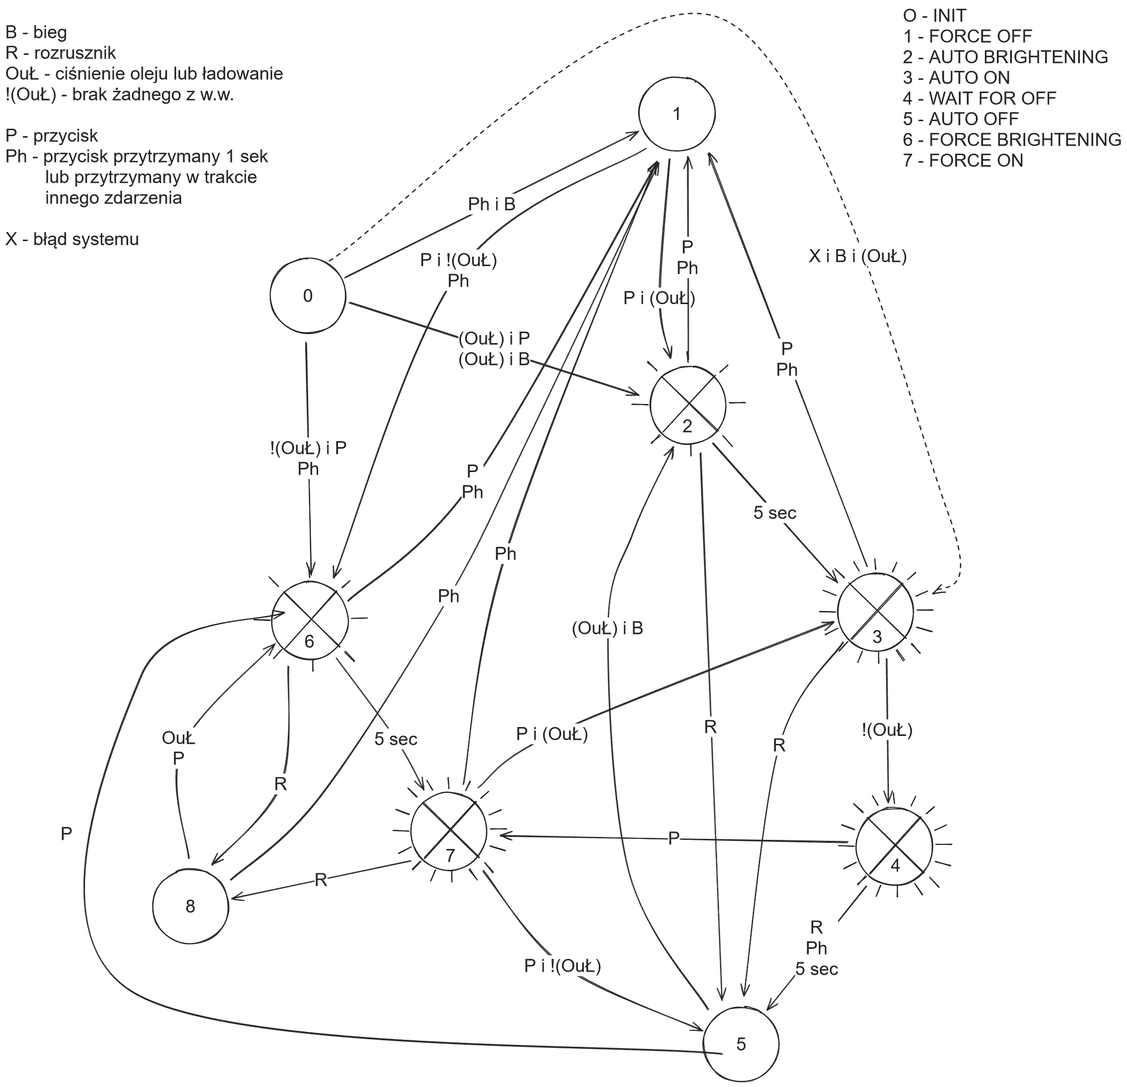 B - bieg
R - rozrusznik
OuŁ - ciśnienie oleju lub ładowanie
!(OuŁ) - brak żadnego z w.w.
P - przycisk
Ph - przycisk przytrzymany 1 sek
lub przytrzymany w trakcie
innego zdarzenia
X - błąd systemu
O - INIT
1 - FORCE OFF
2 - AUTO BRIGHTENING
3 - AUTO ON
4 - WAIT FOR OFF
5 - AUTO OFF
6 - FORCE BRIGHTENING
7 - FORCE ON
1
Ph i B
P i !(OuŁ)
Ph
P
Ph
P i (OuŁ)
X i B i (OuŁ)
0
(OuŁ) i P
(OuŁ) i B
P
Ph
2
!(OuŁ) i P
Ph
P
Ph
5 sec
Ph
Ph
(OuŁ) i B
6
3
OuŁ
P
5 sec
P i (OuŁ)
R
R
!(OuŁ)
R
P
7
P
4
R
8
R
Ph
5 sec
P i !(OuŁ)
5